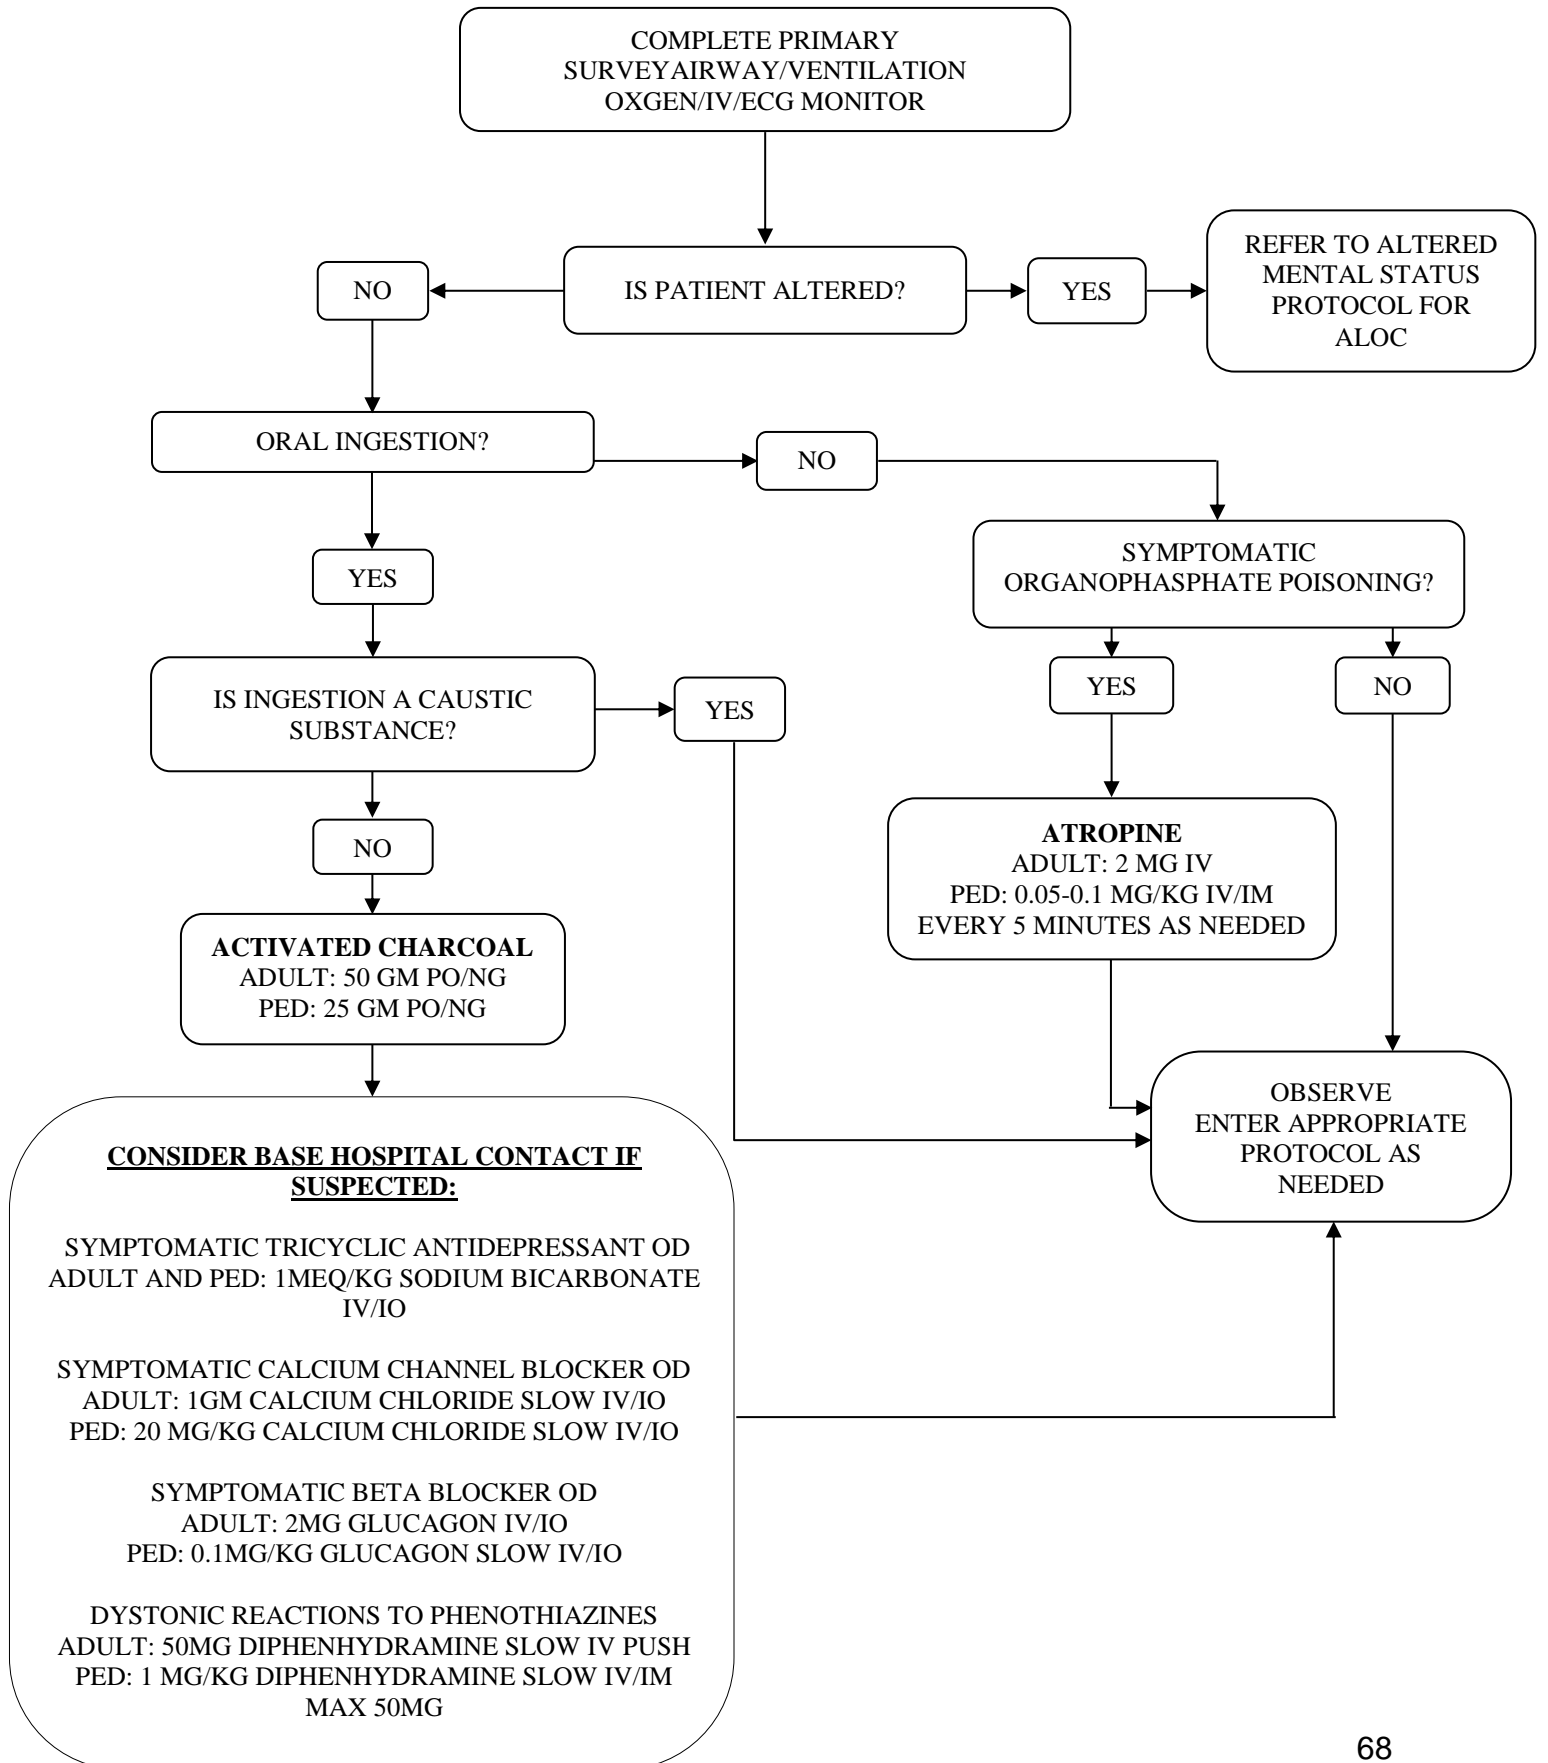 COMPLETE PRIMARY
SURVEYAIRWAY/VENTILATION
OXGEN/IV/ECG MONITOR
NO
IS PATIENT ALTERED?
YES
REFER TO ALTERED
MENTAL STATUS
PROTOCOL FOR
ALOC
ORAL INGESTION?
NO
YES
SYMPTOMATIC
ORGANOPHASPHATE POISONING?
IS INGESTION A CAUSTIC
SUBSTANCE?
YES
YES
NO
NO
ATROPINE
ADULT: 2 MG IV
PED: 0.05-0.1 MG/KG IV/IM
EVERY 5 MINUTES AS NEEDED
ACTIVATED CHARCOAL
ADULT: 50 GM PO/NG
PED: 25 GM PO/NG
OBSERVE
ENTER APPROPRIATE
PROTOCOL AS
NEEDED
CONSIDER BASE HOSPITAL CONTACT IF
SUSPECTED:
SYMPTOMATIC TRICYCLIC ANTIDEPRESSANT OD
ADULT AND PED: 1MEQ/KG SODIUM BICARBONATE
IV/IO
SYMPTOMATIC CALCIUM CHANNEL BLOCKER OD
ADULT: 1GM CALCIUM CHLORIDE SLOW IV/IO
PED: 20 MG/KG CALCIUM CHLORIDE SLOW IV/IO
SYMPTOMATIC BETA BLOCKER OD
ADULT: 2MG GLUCAGON IV/IO
PED: 0.1MG/KG GLUCAGON SLOW IV/IO
DYSTONIC REACTIONS TO PHENOTHIAZINES
ADULT: 50MG DIPHENHYDRAMINE SLOW IV PUSH
PED: 1 MG/KG DIPHENHYDRAMINE SLOW IV/IM
MAX 50MG
68